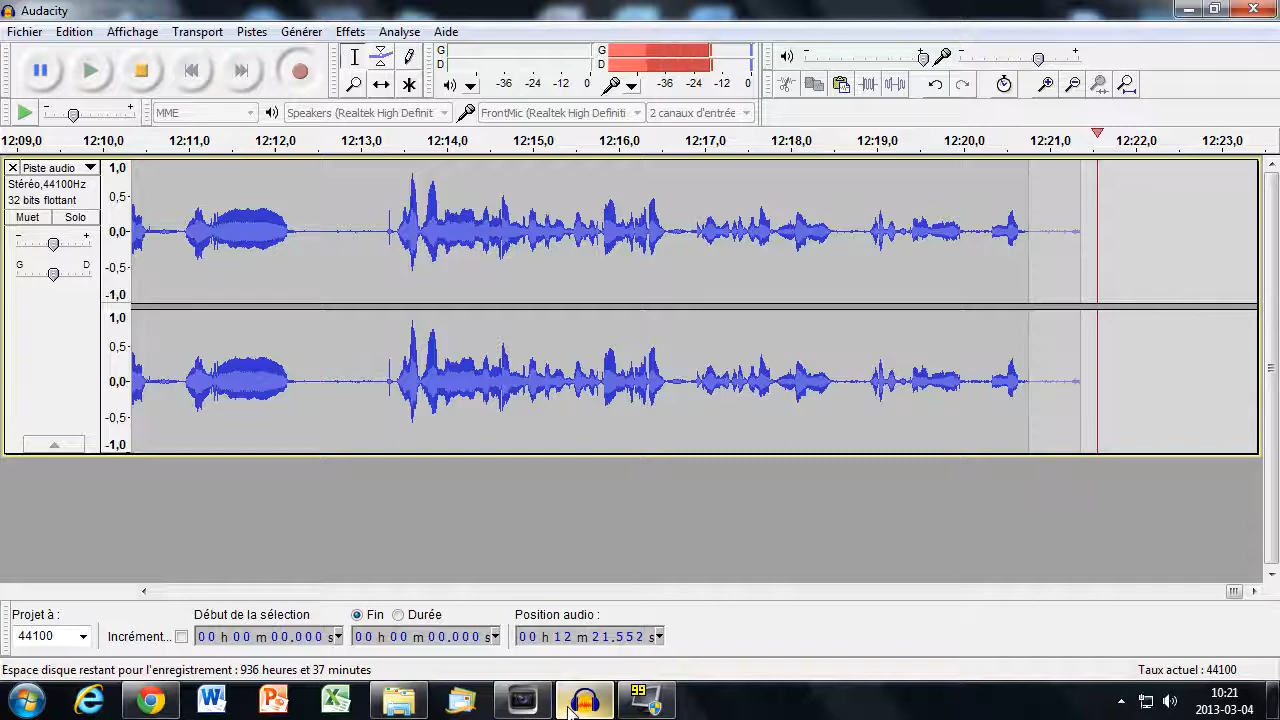 Audacity
Fichier Edition Affichage Transport Pistes Générer Effets Analyse Aide
G
D
-36 -24 -12 0
G
D
-36 -24 -12 0
MME
Speakers (Realtek High Definit
FrontMic (Realtek High Definiti
2 canaux d'entrée
12:09,0 12:10,0 12:11,0 12:12,0 12:13,0 12:14,0 12:15,0 12:16,0 12:17,0 12:18,0 12:19,0 12:20,0 12:21,0 12:22,0 12:23,0
Piste audio
Stéréo,44100Hz
32 bits flottant
Muet Solo
G D
1,0
0,5
0,0
-0,5
-1,0
1,0
0,5
0,0
-0,5
-1,0
Projet à : Début de la sélection Fin Durée Position audio :
44100 Incrément... 00 h 00 m 00.000 s 00 h 00 m 00.000 s 00 h 12 m 21.552 s
Espace disque restant pour l'enregistrement : 936 heures et 37 minutes Taux actuel : 44100
99
10:21
2013-03-04